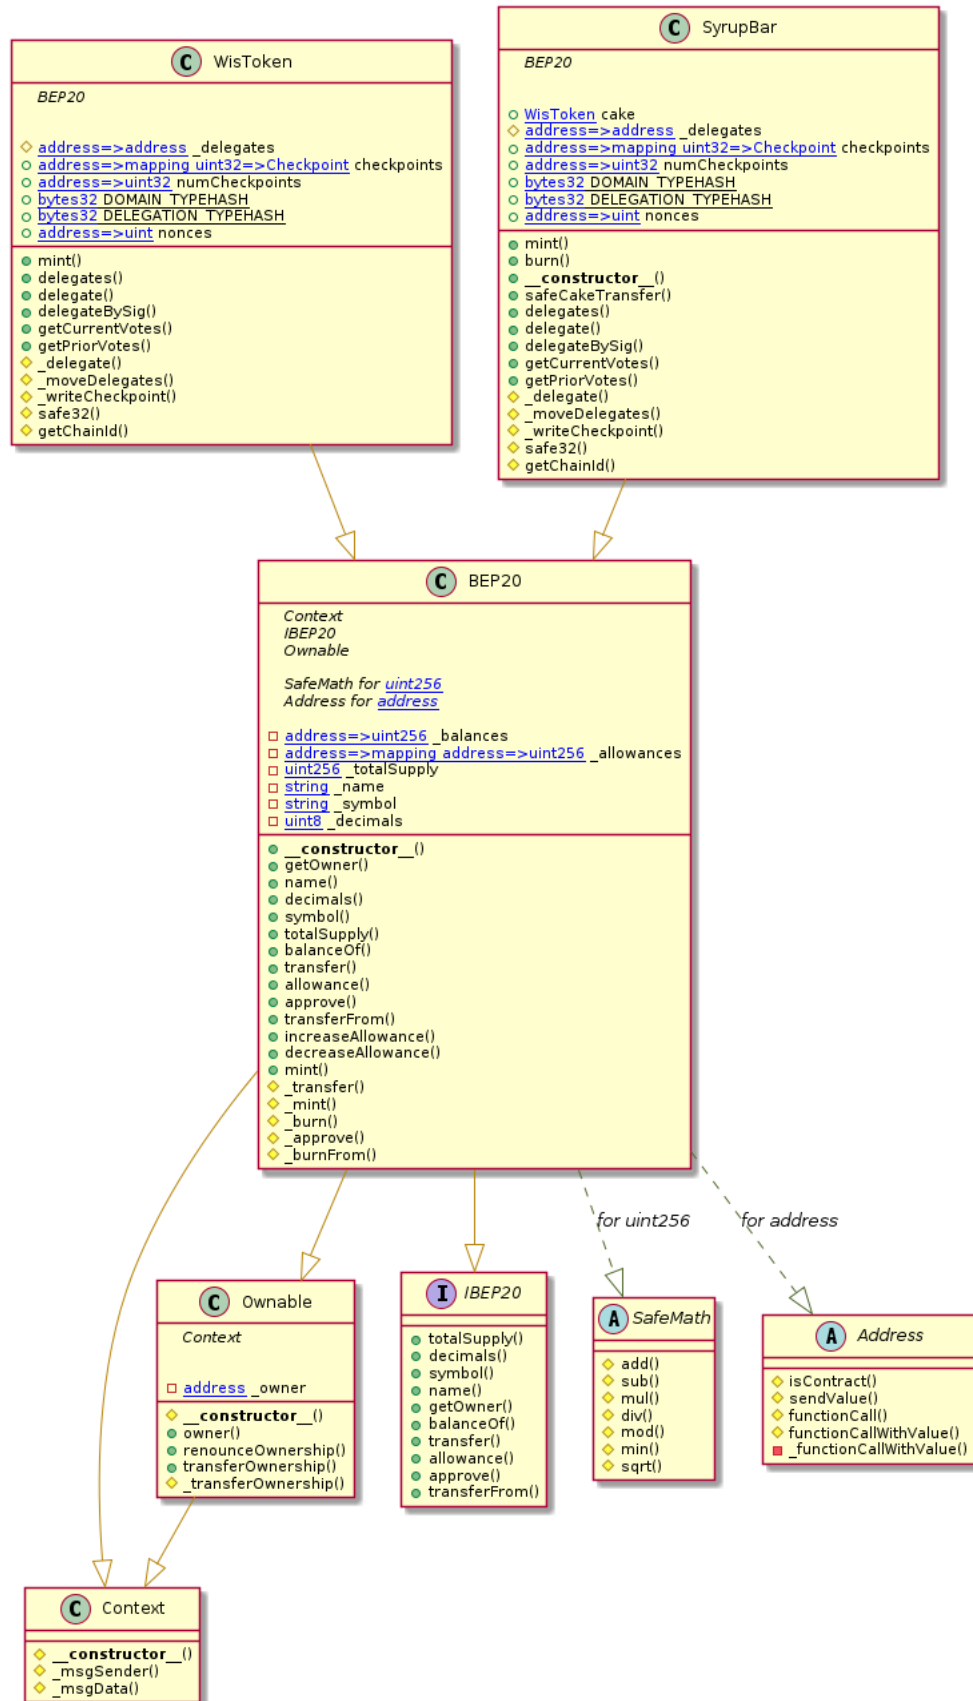 C WisToken
BEP20
address=>address _delegates
address=>mapping uint32=>Checkpoint checkpoints
address=>uint32 numCheckpoints
bytes32 DOMAIN_TYPEHASH
bytes32 DELEGATION_TYPEHASH
address=>uint nonces
mint()
delegates()
delegate()
delegateBySig()
getCurrentVotes()
getPriorVotes()
_delegate()
_moveDelegates()
_writeCheckpoint()
safe32()
getChainId()
C SyrupBar
BEP20
WisToken cake
address=>address _delegates
address=>mapping uint32=>Checkpoint checkpoints
address=>uint32 numCheckpoints
bytes32 DOMAIN_TYPEHASH
bytes32 DELEGATION_TYPEHASH
address=>uint nonces
mint()
burn()
__constructor__()
safeCakeTransfer()
delegates()
delegate()
delegateBySig()
getCurrentVotes()
getPriorVotes()
_delegate()
_moveDelegates()
_writeCheckpoint()
safe32()
getChainId()
C BEP20
Context
IBEP20
Ownable
SafeMath for uint256
Address for address
address=>uint256 _balances
address=>mapping address=>uint256 _allowances
uint256 _totalSupply
string _name
string _symbol
uint8 _decimals
__constructor__()
getOwner()
name()
decimals()
symbol()
totalSupply()
balanceOf()
transfer()
allowance()
approve()
transferFrom()
increaseAllowance()
decreaseAllowance()
mint()
_transfer()
_mint()
_burn()
_approve()
_burnFrom()
for uint256
for address
C Ownable
Context
address _owner
__constructor__()
owner()
renounceOwnership()
transferOwnership()
_transferOwnership()
I IBEP20
totalSupply()
decimals()
symbol()
name()
getOwner()
balanceOf()
transfer()
allowance()
approve()
transferFrom()
A SafeMath
add()
sub()
mul()
div()
mod()
min()
sqrt()
A Address
isContract()
sendValue()
functionCall()
functionCallWithValue()
_functionCallWithValue()
C Context
__constructor__()
_msgSender()
_msgData()